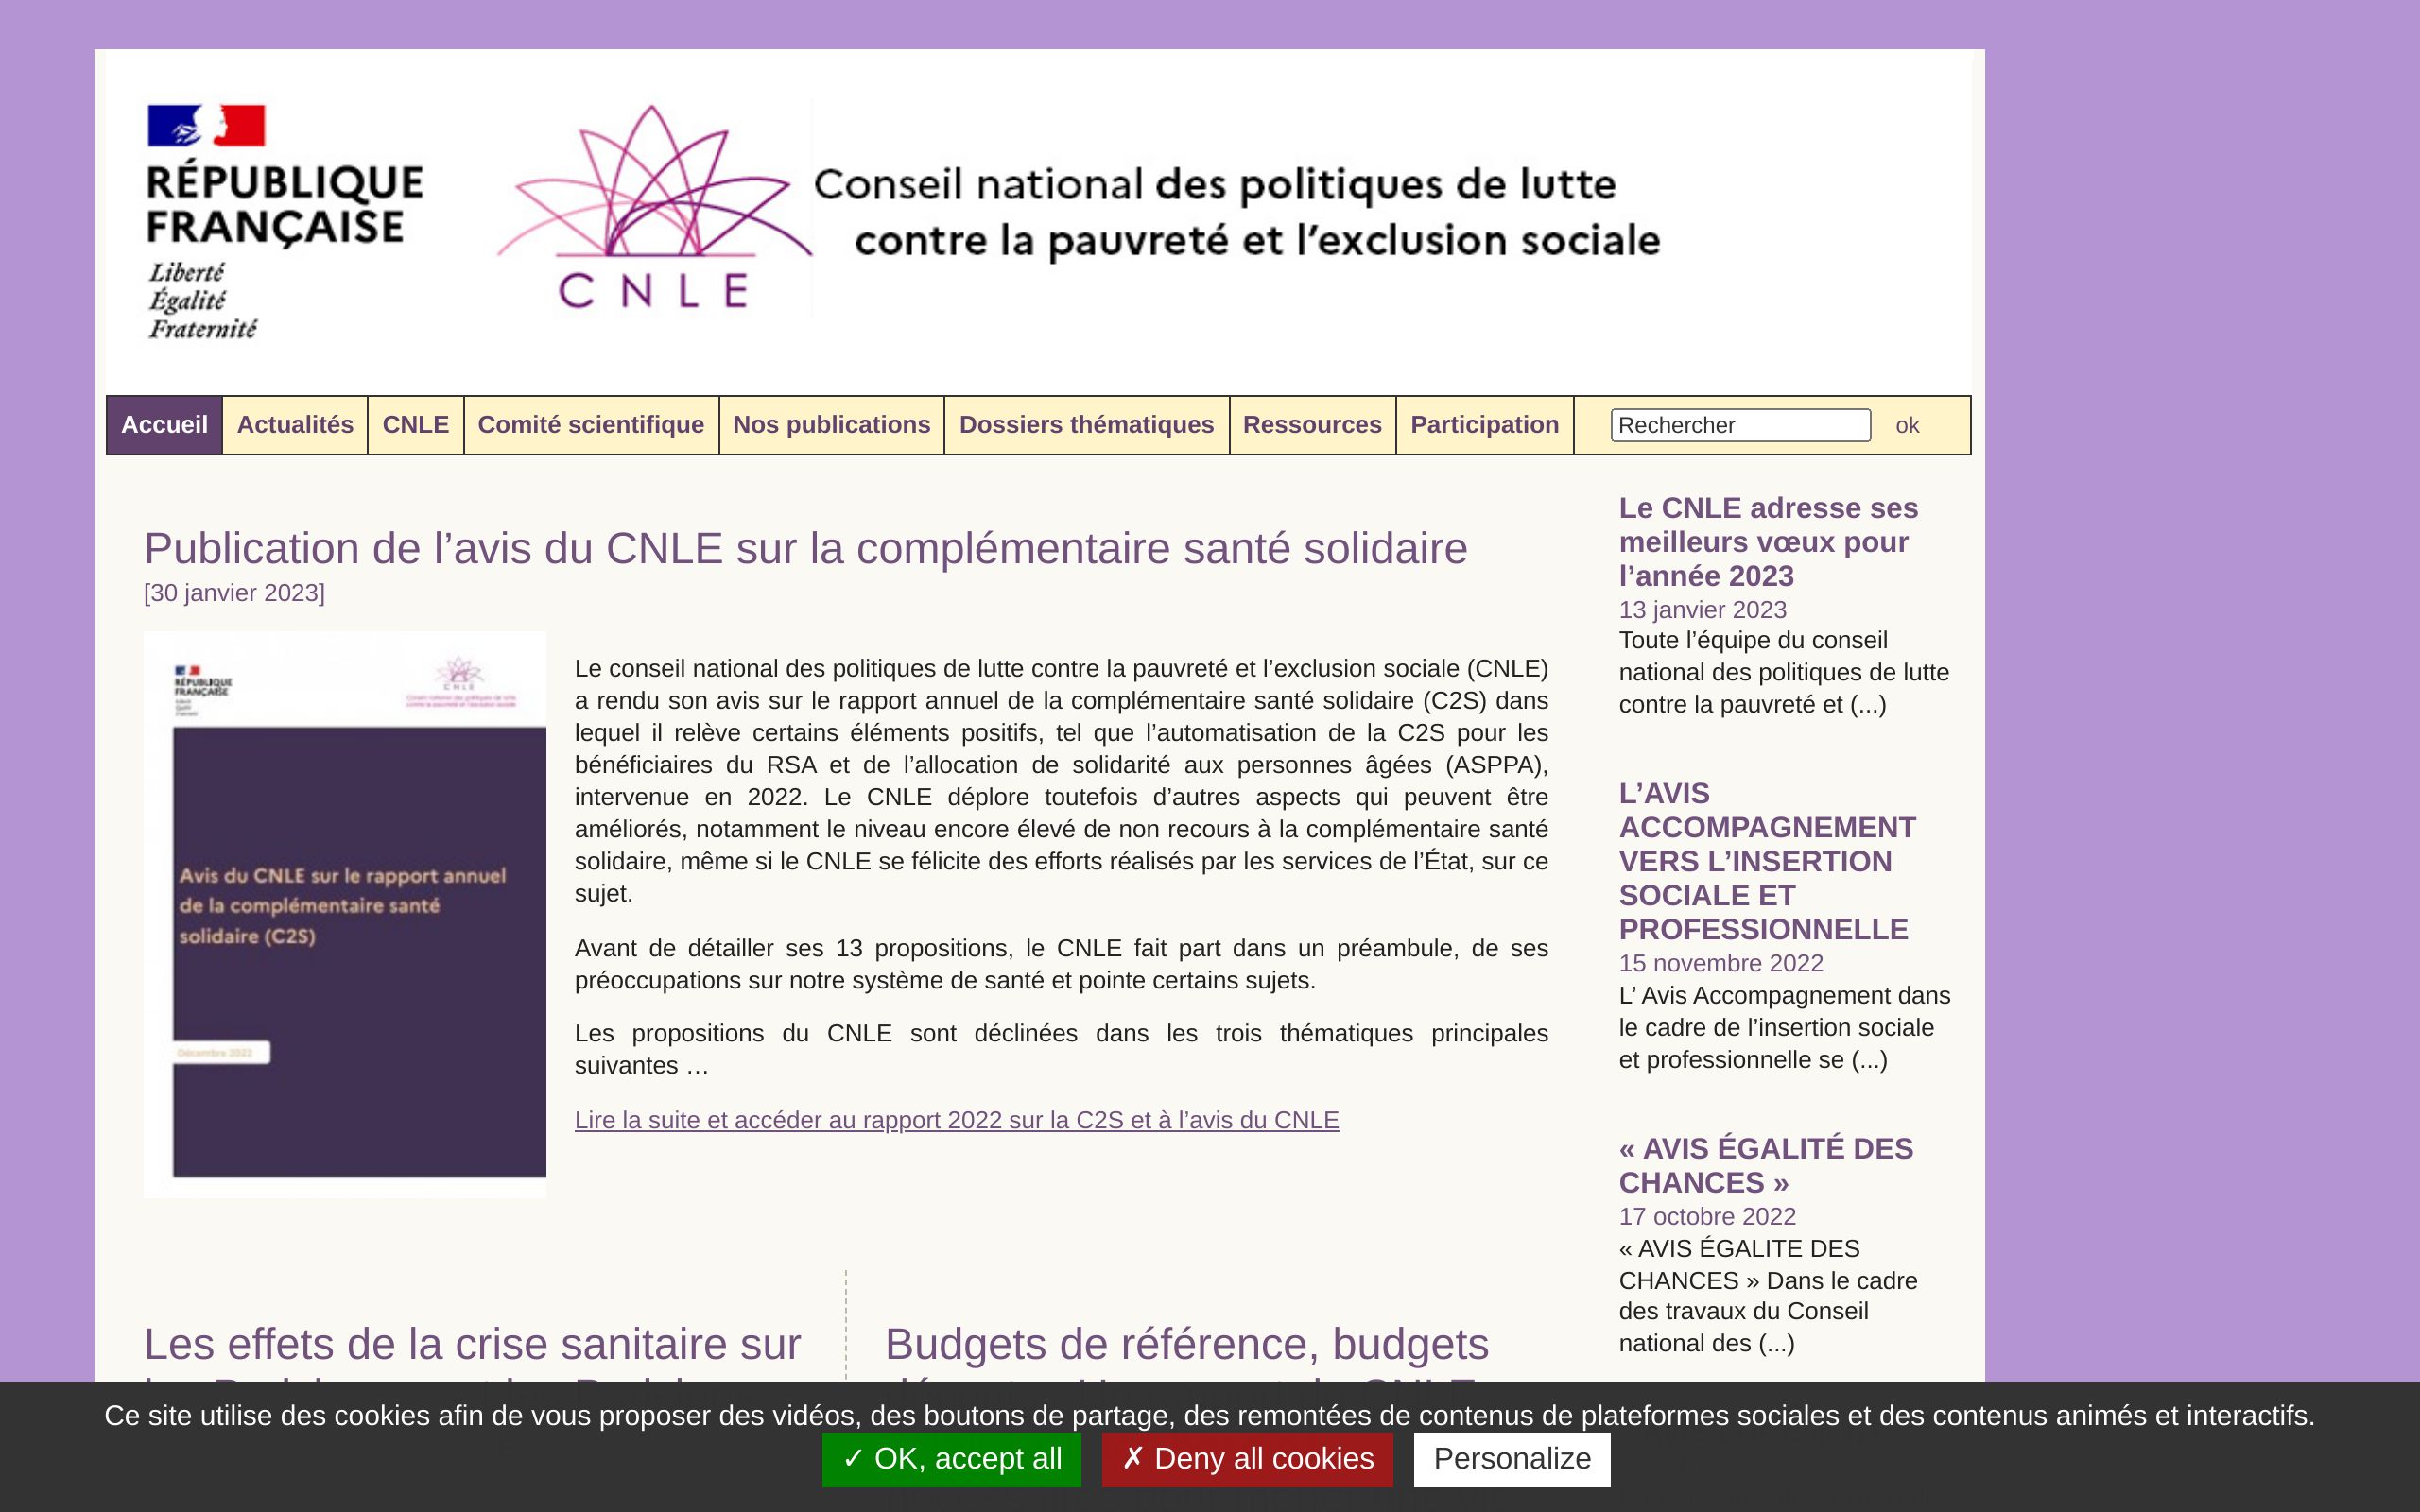 RÉPUBLIQUE
FRANÇAISE
Liberté
Égalité
Fraternité
CNLE
Conseil national des politiques de lutte
contre la pauvreté et l’exclusion sociale
Accueil Actualités CNLE Comité scientifique Nos publications Dossiers thématiques Ressources Participation Rechercher ok
Publication de l’avis du CNLE sur la complémentaire santé solidaire
[30 janvier 2023]
RÉPUBLIQUE
FRANÇAISE
CNLE
Conseil national des politiques de lutte
contre la pauvreté et l’exclusion sociale
Avis du CNLE sur le rapport annuel
de la complémentaire santé
solidaire (C2S)
Décembre 2022
Le conseil national des politiques de lutte contre la pauvreté et l’exclusion sociale (CNLE)
a rendu son avis sur le rapport annuel de la complémentaire santé solidaire (C2S) dans
lequel il relève certains éléments positifs, tel que l’automatisation de la C2S pour les
bénéficiaires du RSA et de l’allocation de solidarité aux personnes âgées (ASPPA),
intervenue en 2022. Le CNLE déplore toutefois d’autres aspects qui peuvent être
améliorés, notamment le niveau encore élevé de non recours à la complémentaire santé
solidaire, même si le CNLE se félicite des efforts réalisés par les services de l’État, sur ce
sujet.
Avant de détailler ses 13 propositions, le CNLE fait part dans un préambule, de ses
préoccupations sur notre système de santé et pointe certains sujets.
Les propositions du CNLE sont déclinées dans les trois thématiques principales
suivantes …
Lire la suite et accéder au rapport 2022 sur la C2S et à l’avis du CNLE
Les effets de la crise sanitaire sur
Budgets de référence, budgets
Le CNLE adresse ses
meilleurs vœux pour
l’année 2023
13 janvier 2023
Toute l’équipe du conseil
national des politiques de lutte
contre la pauvreté et (...)
L’AVIS
ACCOMPAGNEMENT
VERS L’INSERTION
SOCIALE ET
PROFESSIONNELLE
15 novembre 2022
L’ Avis Accompagnement dans
le cadre de l’insertion sociale
et professionnelle se (...)
« AVIS ÉGALITÉ DES
CHANCES »
17 octobre 2022
« AVIS ÉGALITE DES
CHANCES » Dans le cadre
des travaux du Conseil
national des (...)
Ce site utilise des cookies afin de vous proposer des vidéos, des boutons de partage, des remontées de contenus de plateformes sociales et des contenus animés et interactifs.
✓ OK, accept all ✗ Deny all cookies Personalize